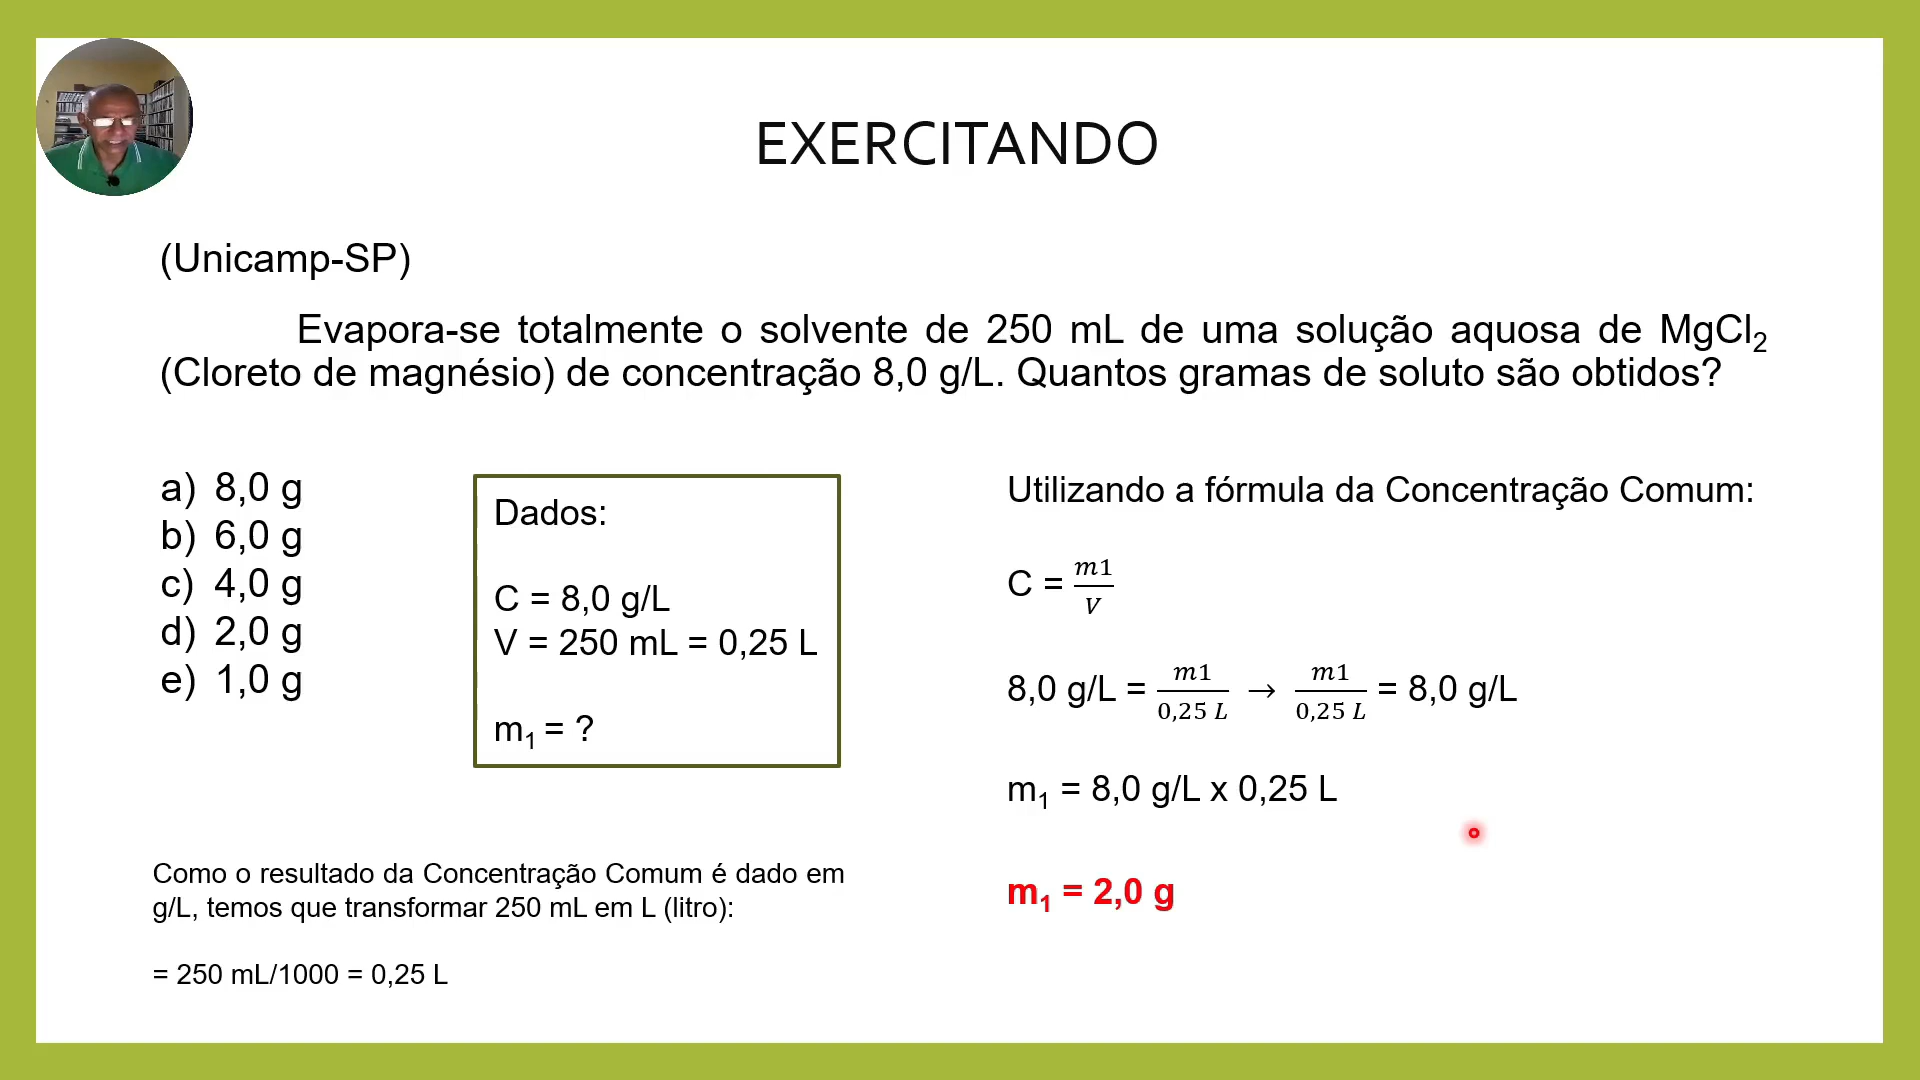 EXERCITANDO
(Unicamp-SP)
Evapora-se totalmente o solvente de 250 mL de uma solução aquosa de MgCl₂
(Cloreto de magnésio) de concentração 8,0 g/L. Quantos gramas de soluto são obtidos?
a) 8,0 g
b) 6,0 g
c) 4,0 g
d) 2,0 g
e) 1,0 g
Dados:
C = 8,0 g/L
V = 250 mL = 0,25 L
m₁ = ?
Como o resultado da Concentração Comum é dado em
g/L, temos que transformar 250 mL em L (litro):
= 250 mL/1000 = 0,25 L
Utilizando a fórmula da Concentração Comum:
C = m1/V
8,0 g/L = m1/0,25 L → m1/0,25 L = 8,0 g/L
m₁ = 8,0 g/L x 0,25 L
m₁ = 2,0 g